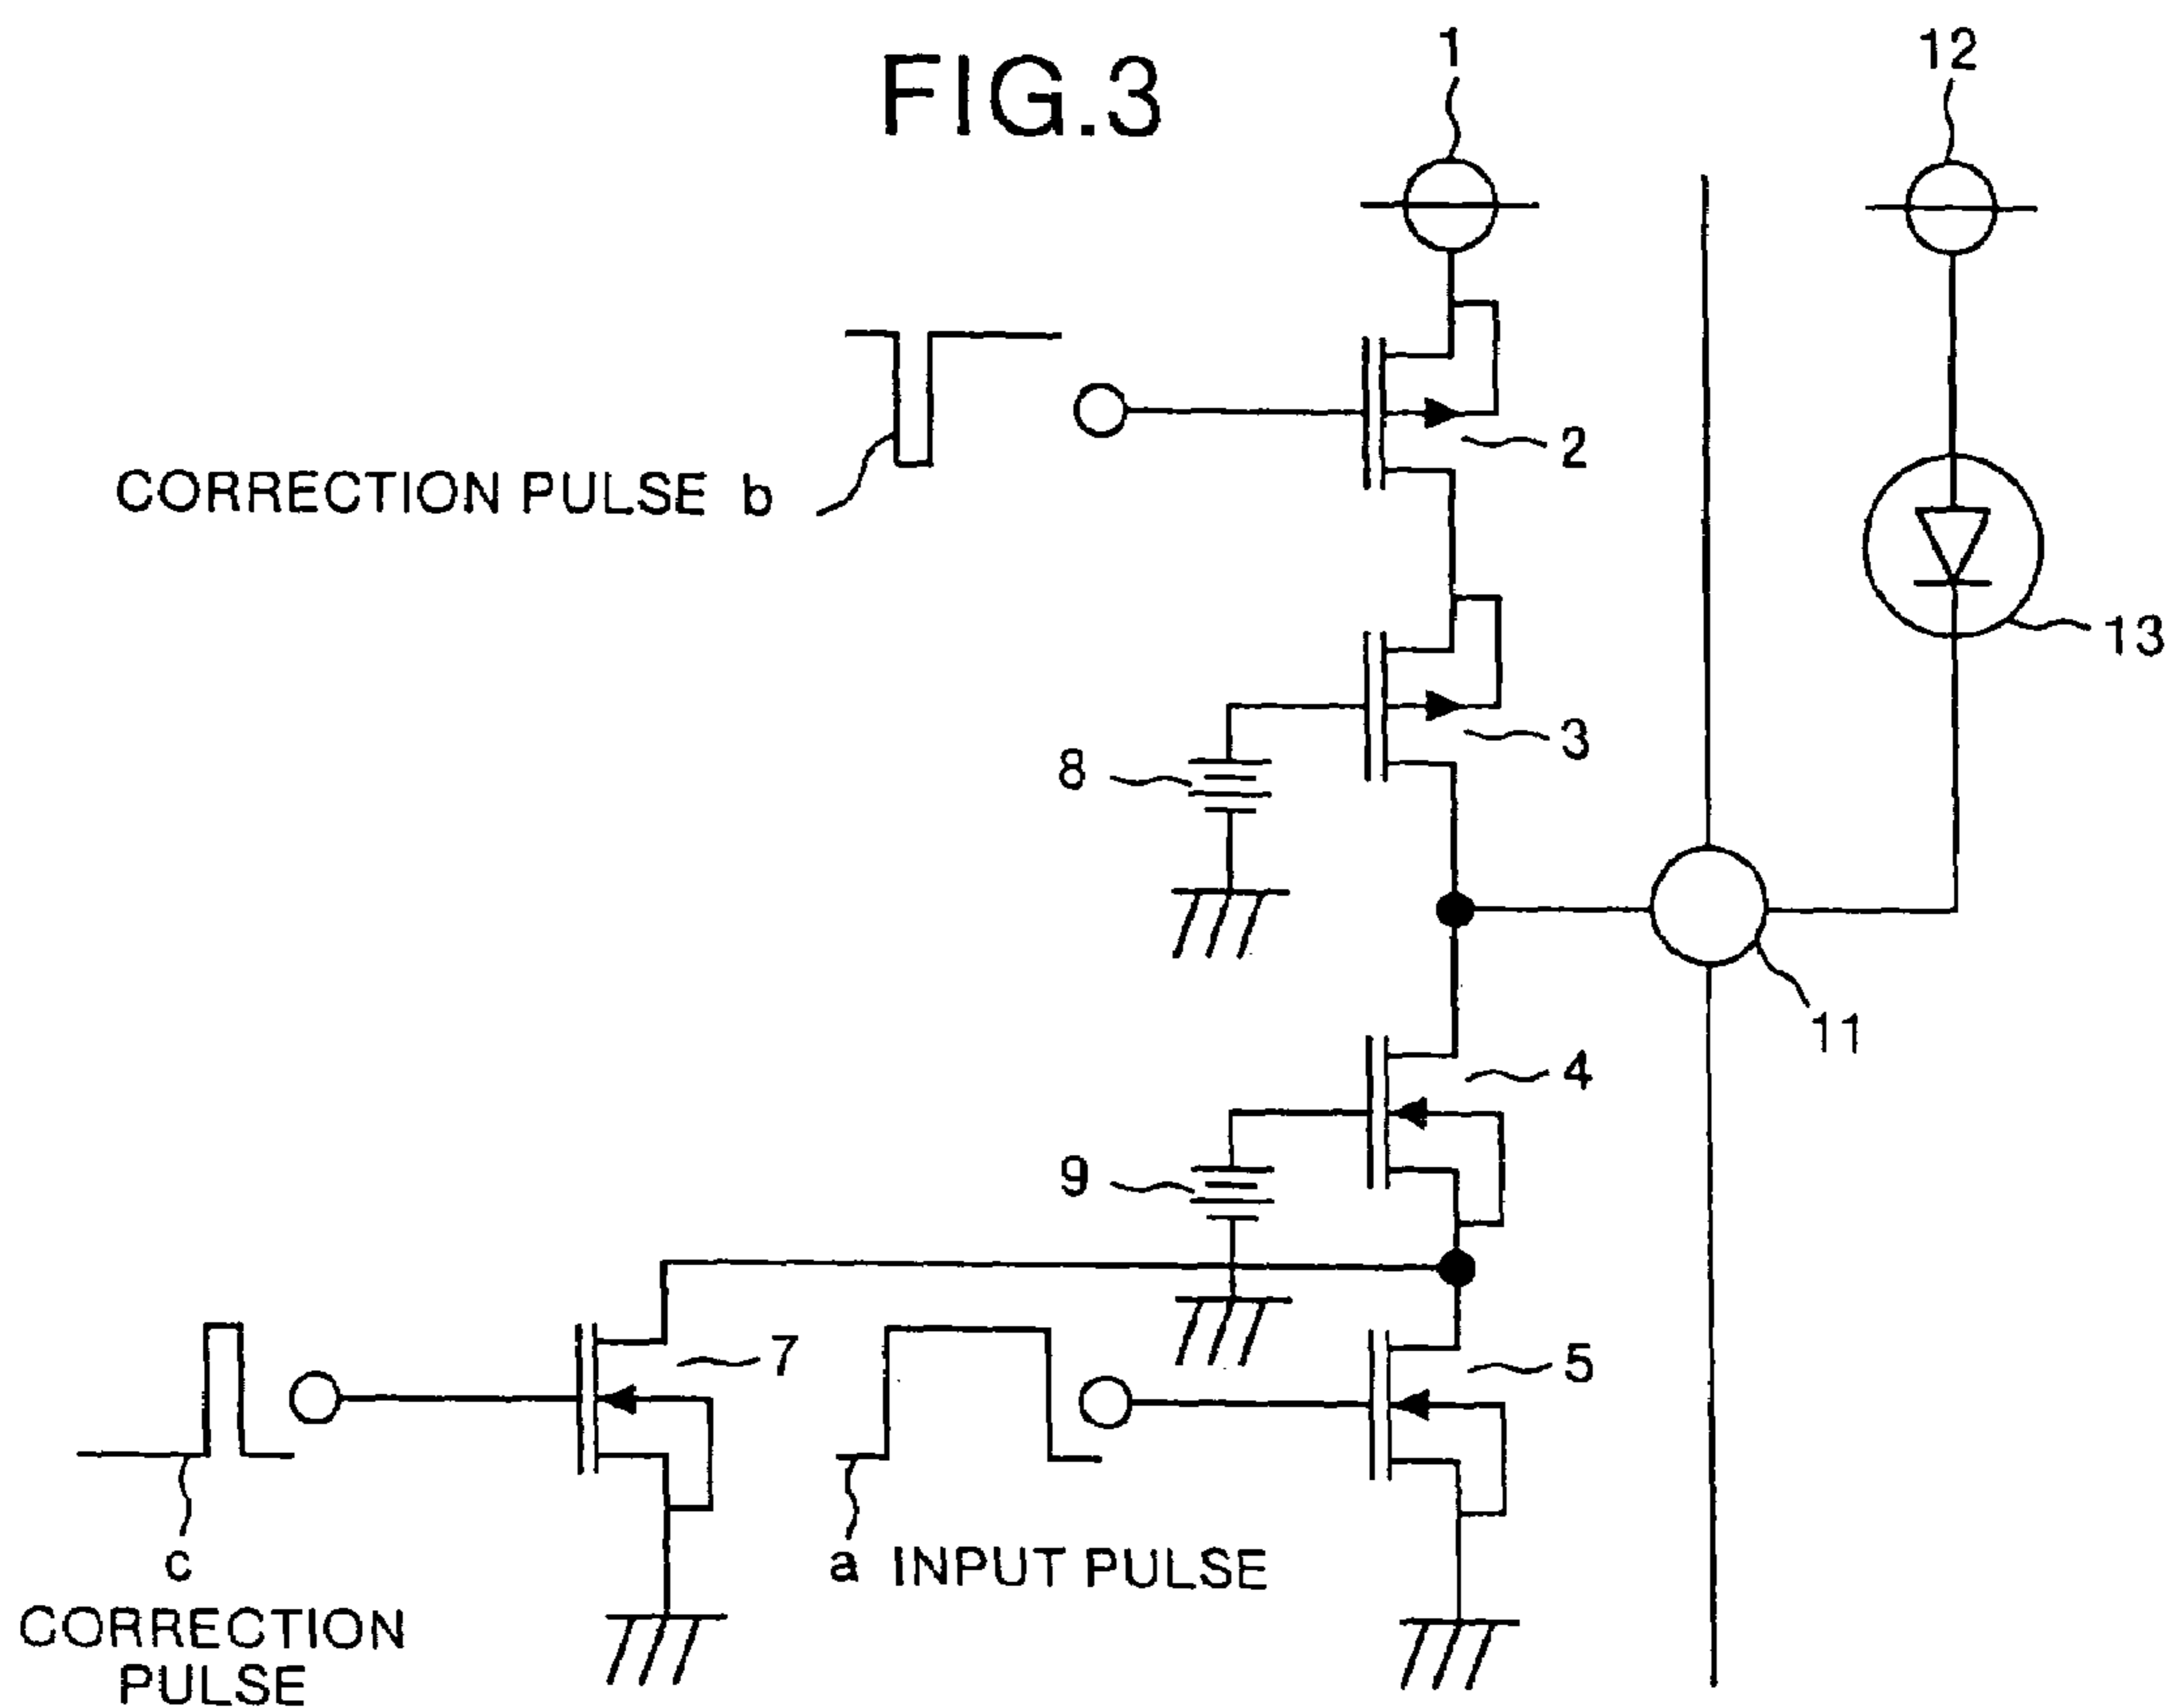 FIG.3
1
12
CORRECTION PULSE b
2
13
3
8
11
4
9
7
5
c
CORRECTION
PULSE
a INPUT PULSE